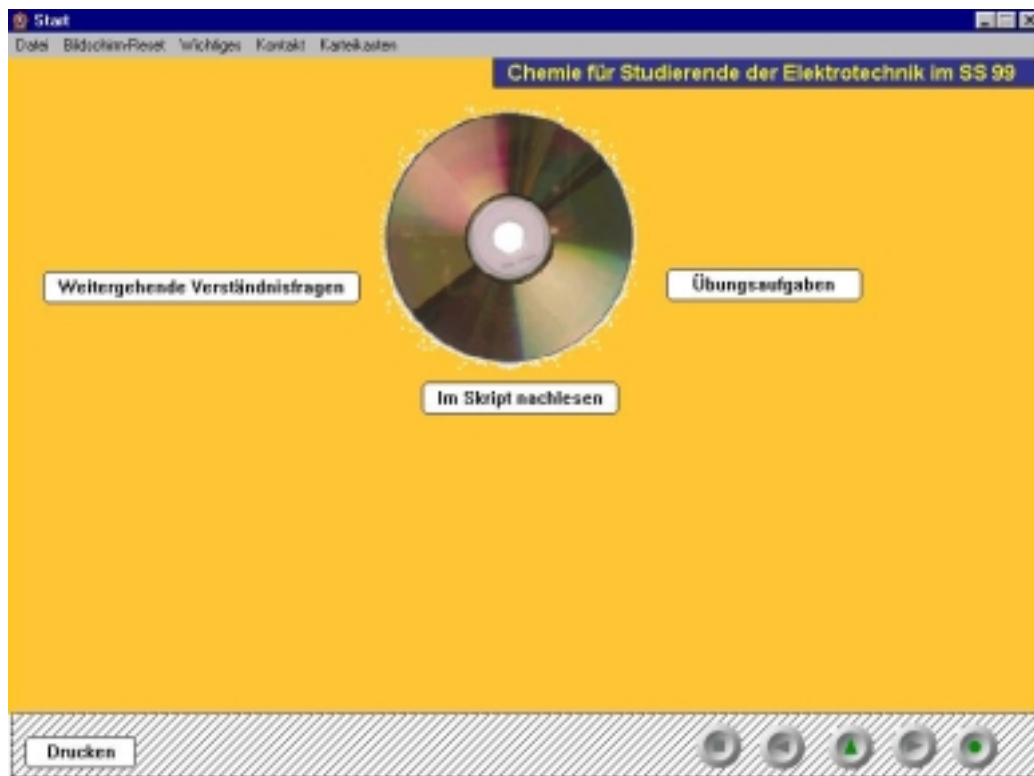 Start
Datei Bildschirm-Reset Wichtiges Kontakt Karteikasten
Chemie für Studierende der Elektrotechnik im SS 99
Weitergehende Verständnisfragen
Übungsaufgaben
Im Skript nachlesen
Drucken